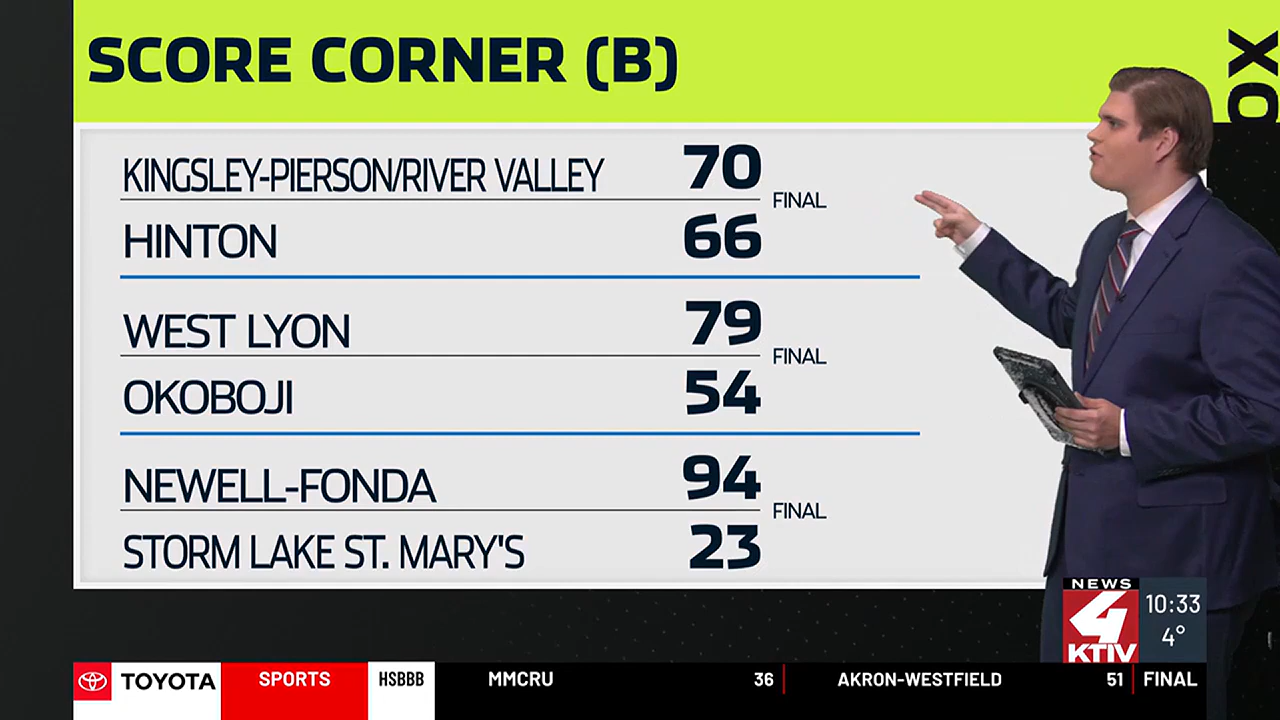 SCORE CORNER (B)
XO
KINGSLEY-PIERSON/RIVER VALLEY 70
FINAL
HINTON 66
WEST LYON 79
FINAL
OKOBOJI 54
NEWELL-FONDA 94
FINAL
STORM LAKE ST. MARY'S 23
NEWS
4
KTIV
10:33
4°
TOYOTA SPORTS HSBBB MMCRU 36 AKRON-WESTFIELD 51 FINAL